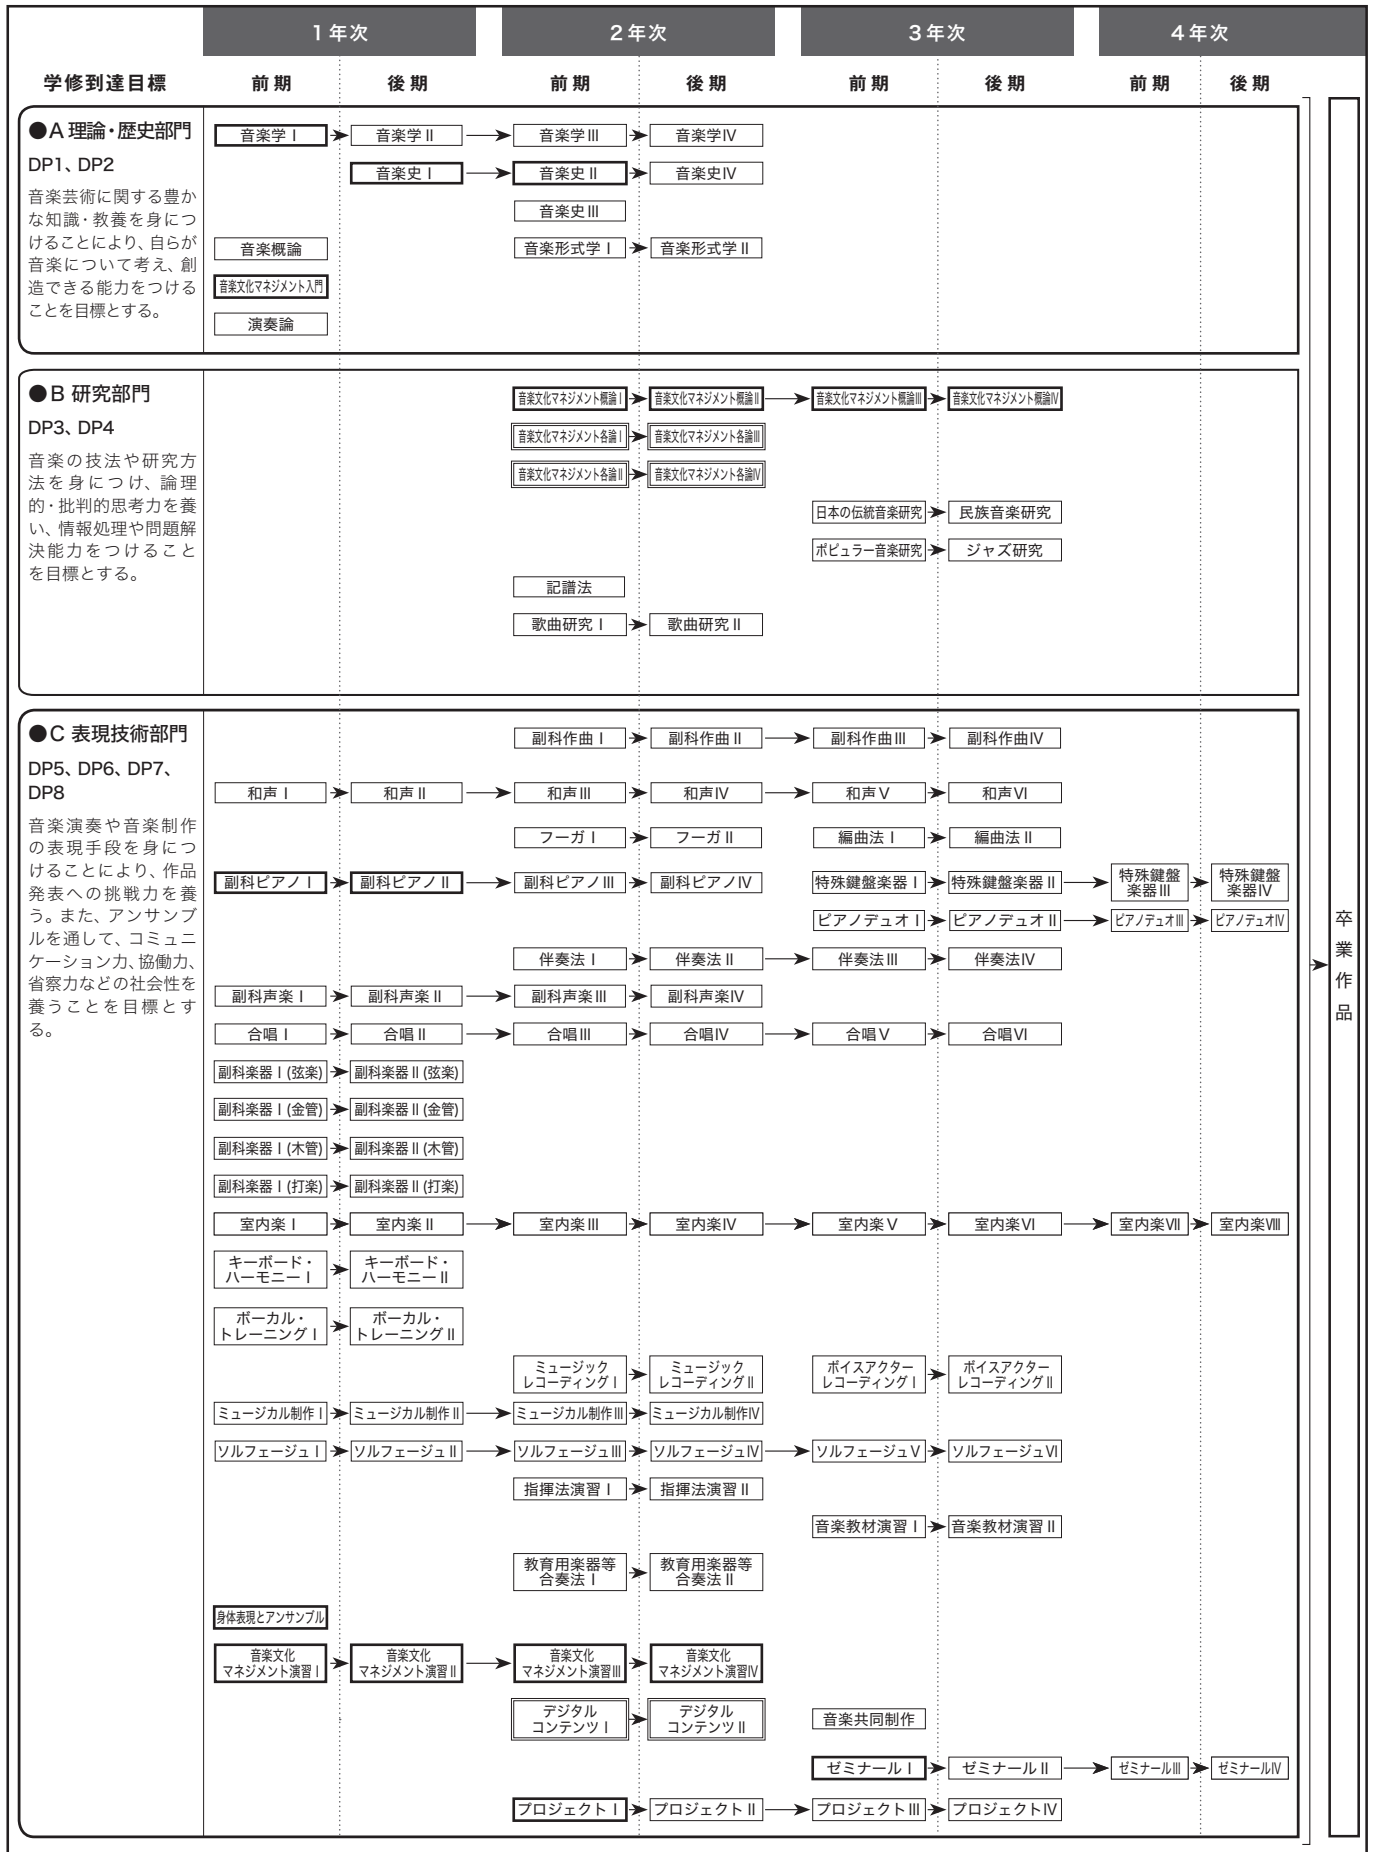 1年次 2年次 3年次 4年次
学修到達目標 前期 後期 前期 後期 前期 後期 前期 後期
●A 理論・歴史部門
DP1、DP2
音楽芸術に関する豊か
な知識・教養を身につ
けることにより、自らが
音楽について考え、創
造できる能力をつける
ことを目標とする。
音楽学Ⅰ 音楽学Ⅱ 音楽学Ⅲ 音楽学Ⅳ
音楽史Ⅰ 音楽史Ⅱ 音楽史Ⅳ
音楽史Ⅲ
音楽概論 音楽形式学Ⅰ 音楽形式学Ⅱ
音楽文化マネジメント入門
演奏論
●B 研究部門
DP3、DP4
音楽の技法や研究方
法を身につけ、論理
的・批判的思考力を養
い、情報処理や問題解
決能力をつけること
を目標とする。
音楽文化マネジメント概論Ⅰ 音楽文化マネジメント概論Ⅱ 音楽文化マネジメント概論Ⅲ 音楽文化マネジメント概論Ⅳ
音楽文化マネジメント各論Ⅰ 音楽文化マネジメント各論Ⅲ
音楽文化マネジメント各論Ⅱ 音楽文化マネジメント各論Ⅳ
日本の伝統音楽研究 民族音楽研究
ポピュラー音楽研究 ジャズ研究
記譜法
歌曲研究Ⅰ 歌曲研究Ⅱ
●C 表現技術部門
DP5、DP6、DP7、
DP8
音楽演奏や音楽制作
の表現手段を身につ
けることにより、作品
発表への挑戦力を養
う。また、アンサンブ
ルを通して、コミュニ
ケーション力、協働力、
省察力などの社会性を
養うことを目標とす
る。
副科作曲Ⅰ 副科作曲Ⅱ 副科作曲Ⅲ 副科作曲Ⅳ
和声Ⅰ 和声Ⅱ 和声Ⅲ 和声Ⅳ 和声Ⅴ 和声Ⅵ
フーガⅠ フーガⅡ 編曲法Ⅰ 編曲法Ⅱ
副科ピアノⅠ 副科ピアノⅡ 副科ピアノⅢ 副科ピアノⅣ 特殊鍵盤楽器Ⅰ 特殊鍵盤楽器Ⅱ 特殊鍵盤 特殊鍵盤
楽器Ⅲ 楽器Ⅳ
ピアノデュオⅠ ピアノデュオⅡ ピアノデュオⅢ ピアノデュオⅣ
伴奏法Ⅰ 伴奏法Ⅱ 伴奏法Ⅲ 伴奏法Ⅳ
副科声楽Ⅰ 副科声楽Ⅱ 副科声楽Ⅲ 副科声楽Ⅳ
合唱Ⅰ 合唱Ⅱ 合唱Ⅲ 合唱Ⅳ 合唱Ⅴ 合唱Ⅵ
副科楽器Ⅰ(弦楽) 副科楽器Ⅱ(弦楽)
副科楽器Ⅰ(金管) 副科楽器Ⅱ(金管)
副科楽器Ⅰ(木管) 副科楽器Ⅱ(木管)
副科楽器Ⅰ(打楽) 副科楽器Ⅱ(打楽)
室内楽Ⅰ 室内楽Ⅱ 室内楽Ⅲ 室内楽Ⅳ 室内楽Ⅴ 室内楽Ⅵ 室内楽Ⅶ 室内楽Ⅷ
キーボード・ キーボード・
ハーモニーⅠ ハーモニーⅡ
ボーカル・ ボーカル・
トレーニングⅠ トレーニングⅡ
ミュージック ミュージック ボイスアクター ボイスアクター
レコーディングⅠ レコーディングⅡ レコーディングⅠ レコーディングⅡ
ミュージカル制作Ⅰ ミュージカル制作Ⅱ ミュージカル制作Ⅲ ミュージカル制作Ⅳ
ソルフェージュⅠ ソルフェージュⅡ ソルフェージュⅢ ソルフェージュⅣ ソルフェージュⅤ ソルフェージュⅥ
指揮法演習Ⅰ 指揮法演習Ⅱ
音楽教材演習Ⅰ 音楽教材演習Ⅱ
教育用楽器等 教育用楽器等
合奏法Ⅰ 合奏法Ⅱ
身体表現とアンサンブル
音楽文化 音楽文化 音楽文化 音楽文化
マネジメント演習Ⅰ マネジメント演習Ⅱ マネジメント演習Ⅲ マネジメント演習Ⅳ
デジタル デジタル
コンテンツⅠ コンテンツⅡ
音楽共同制作
ゼミナールⅠ ゼミナールⅡ ゼミナールⅢ ゼミナールⅣ
プロジェクトⅠ プロジェクトⅡ プロジェクトⅢ プロジェクトⅣ
卒業作品